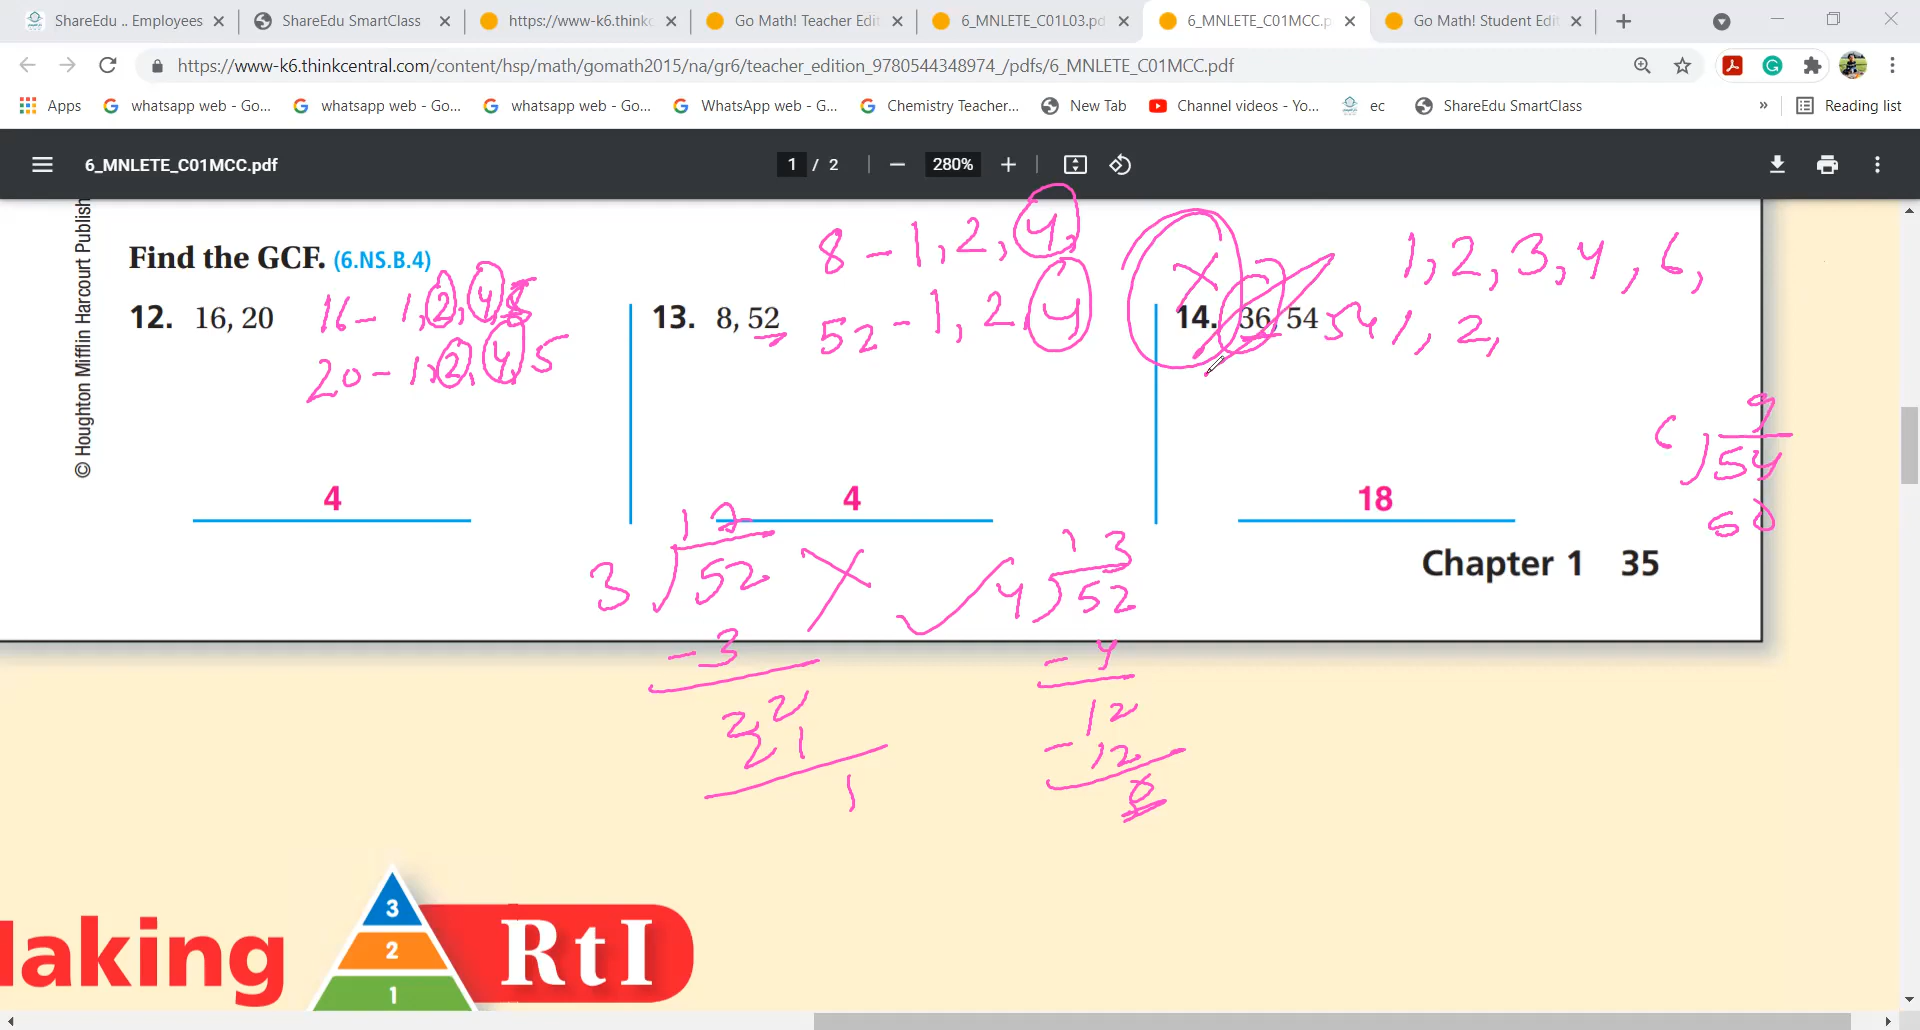 ShareEdu .. Employees
ShareEdu SmartClass
https://www-k6.thinkc
Go Math! Teacher Edit
6_MNLETE_C01L03.pd
6_MNLETE_C01MCC.p
Go Math! Student Edi
https://www-k6.thinkcentral.com/content/hsp/math/gomath2015/na/gr6/teacher_edition_9780544348974_/pdfs/6_MNLETE_C01MCC.pdf
Apps
whatsapp web - Go...
whatsapp web - Go...
whatsapp web - Go...
WhatsApp web - G...
Chemistry Teacher...
New Tab
Channel videos - Yo...
ec
ShareEdu SmartClass
»
Reading list
6_MNLETE_C01MCC.pdf
1 / 2
280%
© Houghton Mifflin Harcourt Publish
Find the GCF. (6.NS.B.4)
12. 16, 20
16 - 1, 2, 4, 8
20 - 1, 2, 4, 5
4
13. 8, 52
8 - 1, 2, 4,
52 - 1, 2, 4
4
14. 36, 54
1, 2, 3, 4, 6,
54 1, 2,
18
9
54
Chapter 1 35
3 52
- 3
22
21
1
13
4 52
- 4
12
- 12
laking
3
2
1
RtI